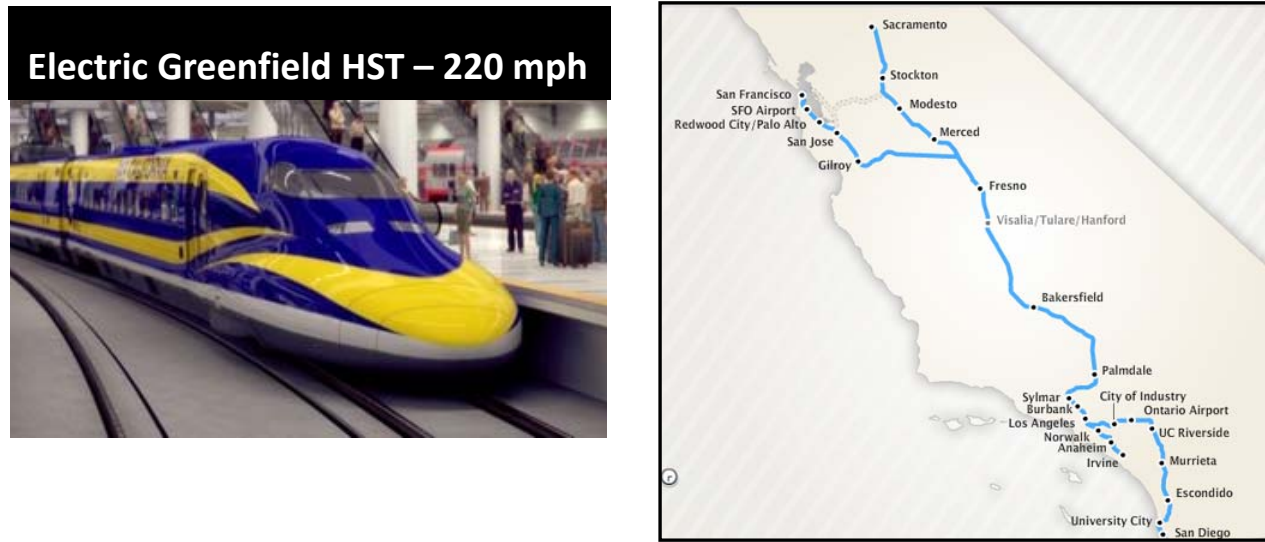 Electric Greenfield HST – 220 mph
Sacramento
Stockton
San Francisco
Modesto
SFO Airport
Redwood City/Palo Alto
Merced
San Jose
Gilroy
Fresno
Visalia/Tulare/Hanford
Bakersfield
Palmdale
Sylmar
City of Industry
Burbank
Ontario Airport
Los Angeles
UC Riverside
Norwalk
Anaheim
Irvine
Murrieta
Escondido
University City
San Diego
r